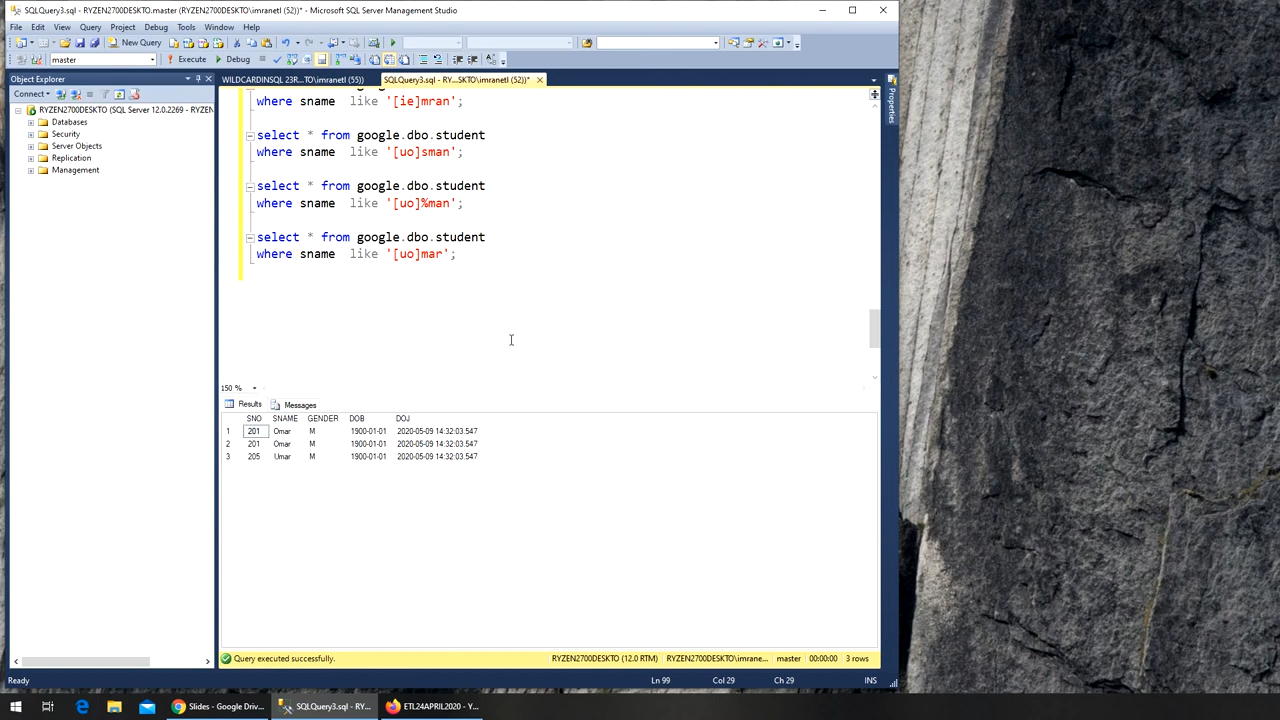 SQLQuery3.sql - RYZEN2700DESKTO.master (RYZEN2700DESKTO\imranetl (52))* - Microsoft SQL Server Management Studio
File Edit View Query Project Debug Tools Window Help
New Query
master Execute Debug
Object Explorer
WILDCARDINSQL 23R...TO\imranetl (55))
SQLQuery3.sql - RY...SKTO\imranetl (52))*
Connect
RYZEN2700DESKTO (SQL Server 12.0.2269 - RYZEN
Databases
Security
Server Objects
Replication
Management
Properties
where sname like '[ie]mran';
select * from google.dbo.student
where sname like '[uo]sman';
select * from google.dbo.student
where sname like '[uo]%man';
select * from google.dbo.student
where sname like '[uo]mar';
150 %
Results Messages
SNO SNAME GENDER DOB DOJ
1 201 Omar M 1900-01-01 2020-05-09 14:32:03.547
2 201 Omar M 1900-01-01 2020-05-09 14:32:03.547
3 205 Umar M 1900-01-01 2020-05-09 14:32:03.547
Query executed successfully. RYZEN2700DESKTO (12.0 RTM) RYZEN2700DESKTO\imrane... master 00:00:00 3 rows
Ready Ln 99 Col 29 Ch 29 INS
Slides - Google Driv... SQLQuery3.sql - RY... ETL24APRIL2020 - Y...